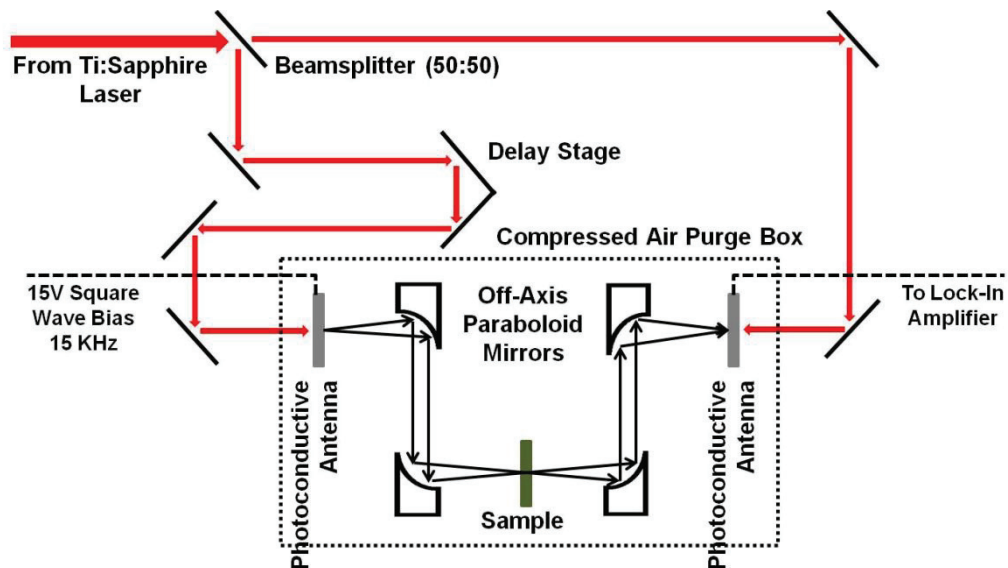 From Ti:Sapphire
Laser
Beamsplitter (50:50)
Delay Stage
Compressed Air Purge Box
15V Square
Wave Bias
15 KHz
Off-Axis
Paraboloid
Mirrors
To Lock-In
Amplifier
Photoconductive
Antenna
Photoconductive
Antenna
Sample